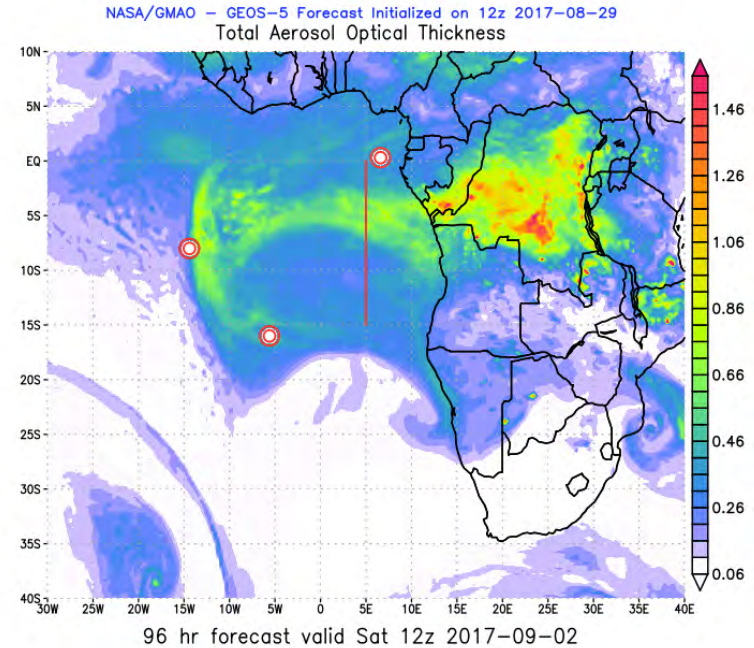 NASA/GMAO - GEOS-5 Forecast Initialized on 12z 2017-08-29
Total Aerosol Optical Thickness
10N
5N
EQ
5S
10S
15S
20S
25S
30S
35S
40S
30W 25W 20W 15W 10W 5W 0 5E 10E 15E 20E 25E 30E 35E 40E
1.46
1.26
1.06
0.86
0.66
0.46
0.26
0.06
96 hr forecast valid Sat 12z 2017-09-02